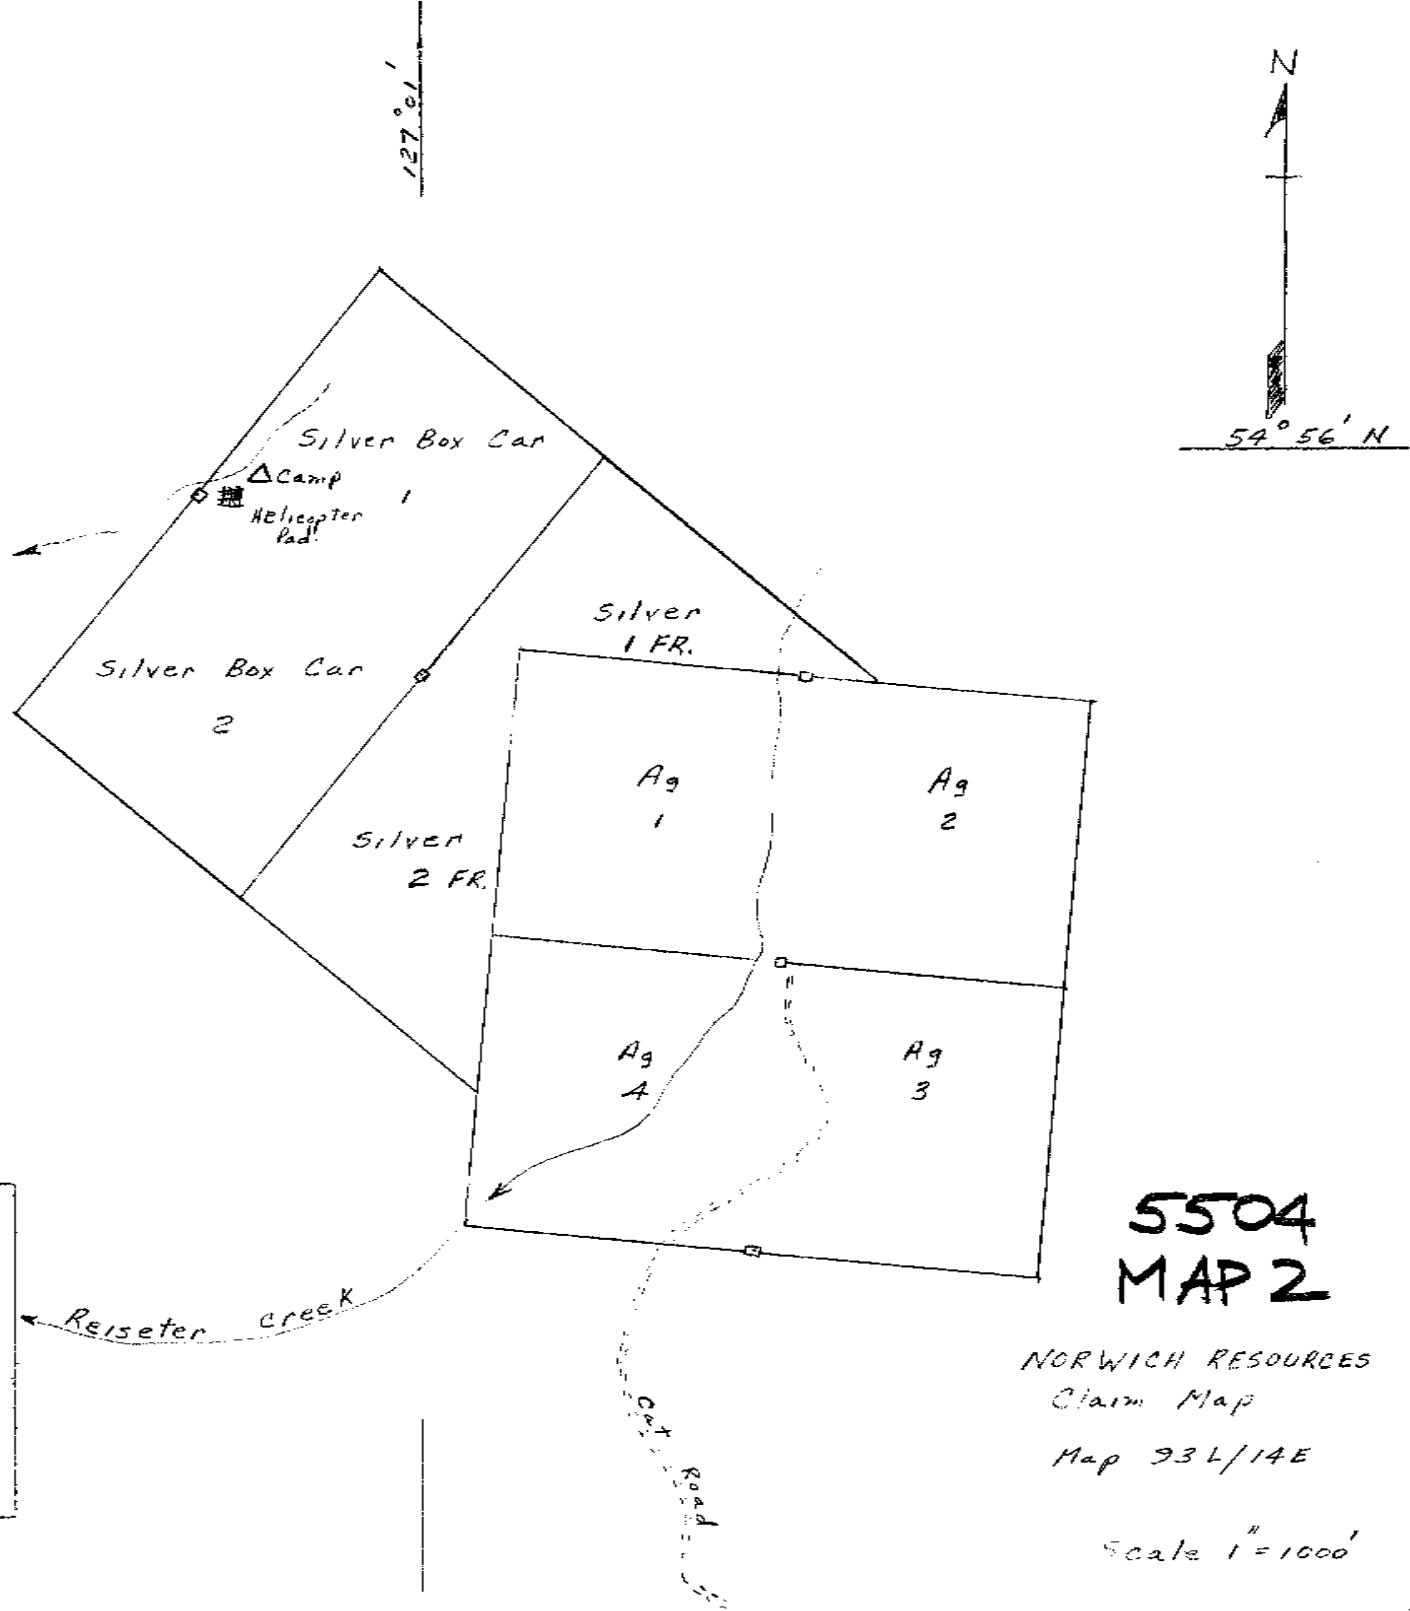 127°01'
N
54°56' N
Silver Box Car
1
Camp
Helicopter
Pad
Silver
1 FR.
Silver Box Car
2
Ag
1
Ag
2
Silver
2 FR.
Ag
4
Ag
3
5504
MAP 2
Reiseter creek
NORWICH RESOURCES
Claim Map
Map 93L/14E
Cat Road
Scale 1"=1000'